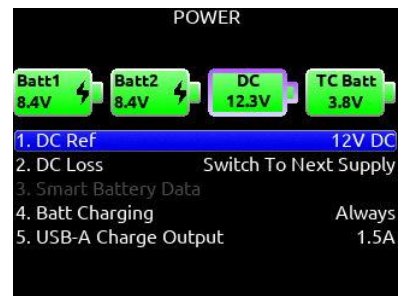 POWER
Batt1 8.4V
Batt2 8.4V
DC 12.3V
TC Batt 3.8V
1. DC Ref 12V DC
2. DC Loss Switch To Next Supply
3. Smart Battery Data
4. Batt Charging Always
5. USB-A Charge Output 1.5A